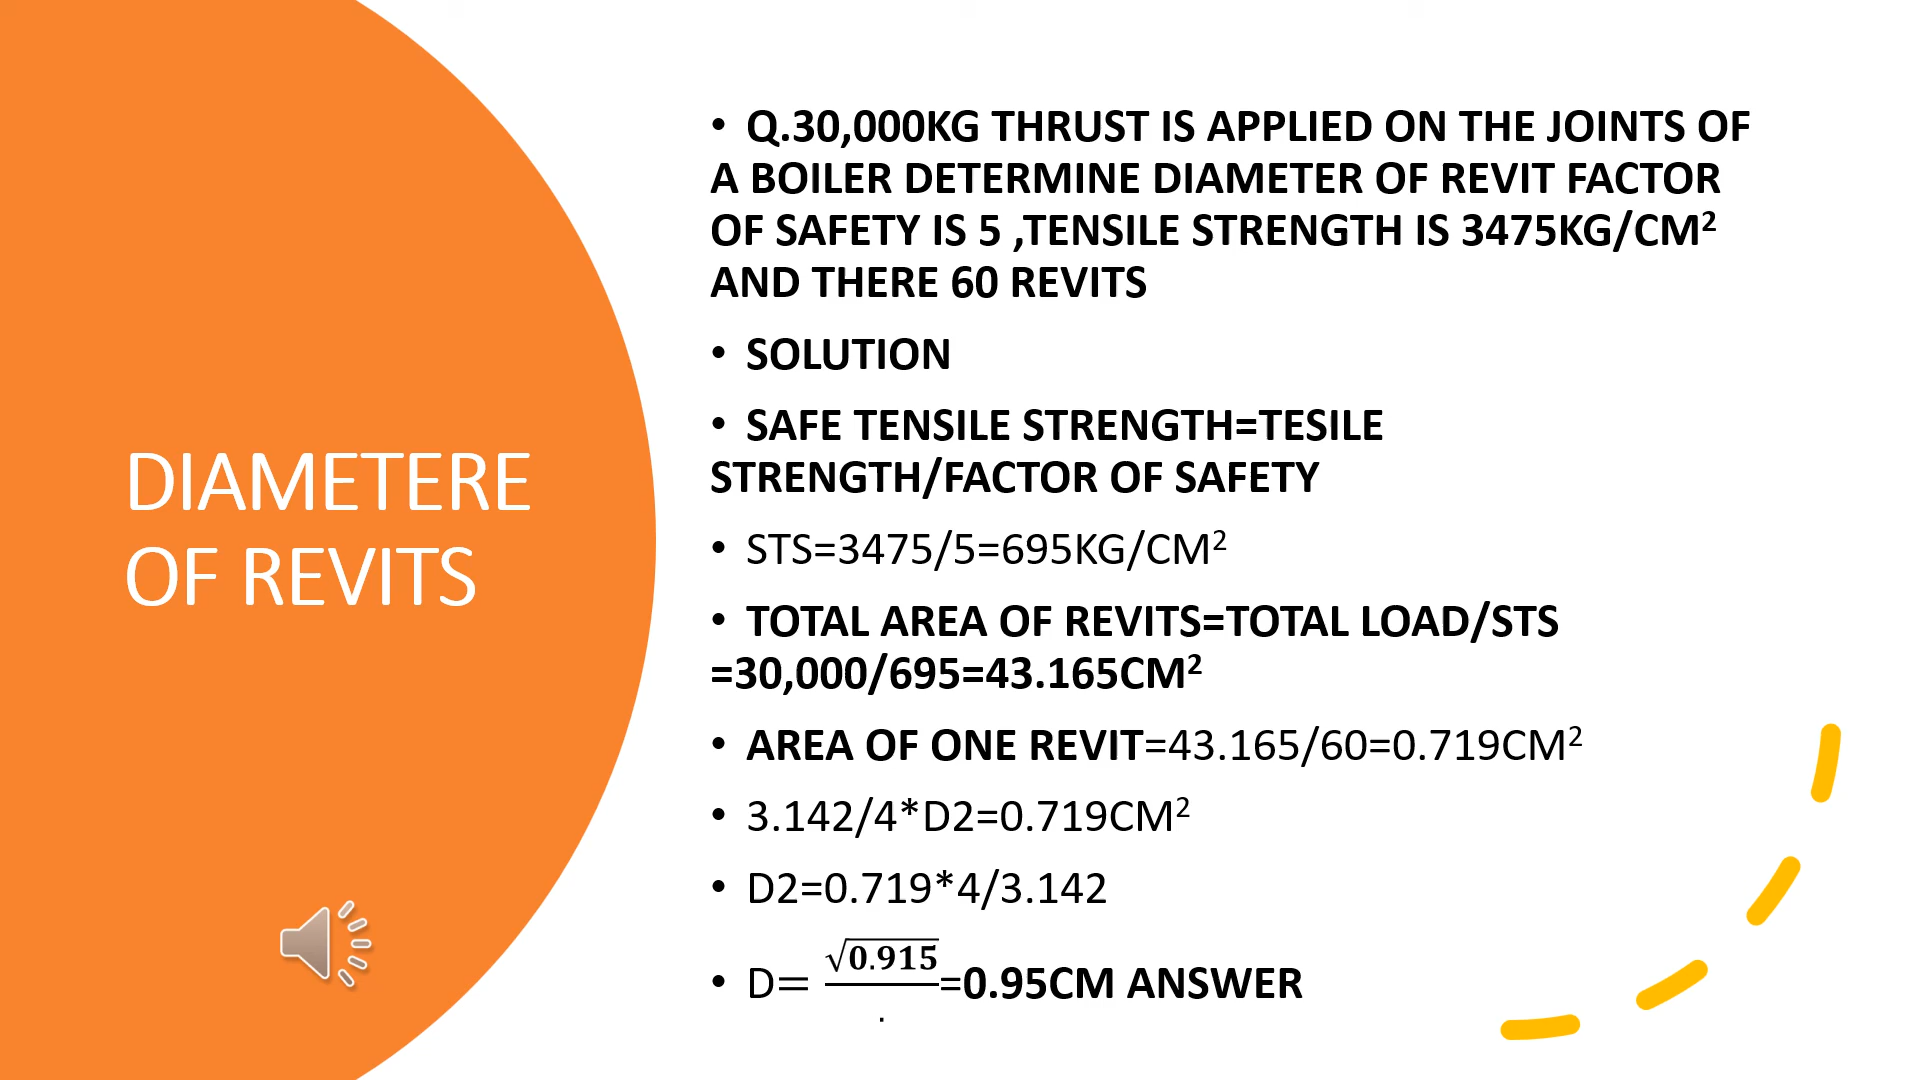 DIAMETERE
OF REVITS
• Q.30,000KG THRUST IS APPLIED ON THE JOINTS OF
A BOILER DETERMINE DIAMETER OF REVIT FACTOR
OF SAFETY IS 5 ,TENSILE STRENGTH IS 3475KG/CM²
AND THERE 60 REVITS
• SOLUTION
• SAFE TENSILE STRENGTH=TESILE
STRENGTH/FACTOR OF SAFETY
• STS=3475/5=695KG/CM²
• TOTAL AREA OF REVITS=TOTAL LOAD/STS
=30,000/695=43.165CM²
• AREA OF ONE REVIT=43.165/60=0.719CM²
• 3.142/4*D2=0.719CM²
• D2=0.719*4/3.142
• D= √0.915/. =0.95CM ANSWER